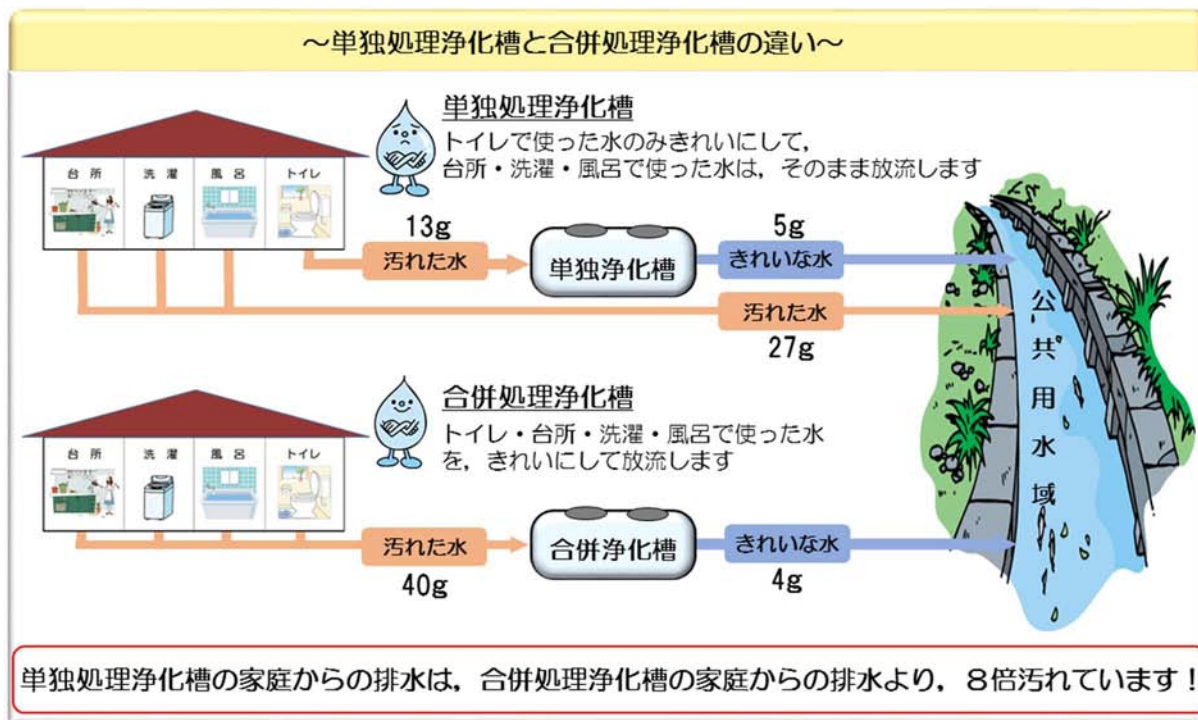 ～単独処理浄化槽と合併処理浄化槽の違い～
単独処理浄化槽
トイレで使った水のみきれいにして，
台所・洗濯・風呂で使った水は，そのまま放流します
台所
洗濯
風呂
トイレ
13g
汚れた水
単独浄化槽
5g
きれいな水
汚れた水
27g
公共用水域
合併処理浄化槽
トイレ・台所・洗濯・風呂で使った水
を，きれいにして放流します
台所
洗濯
風呂
トイレ
汚れた水
40g
合併浄化槽
きれいな水
4g
単独処理浄化槽の家庭からの排水は，合併処理浄化槽の家庭からの排水より，８倍汚れています！